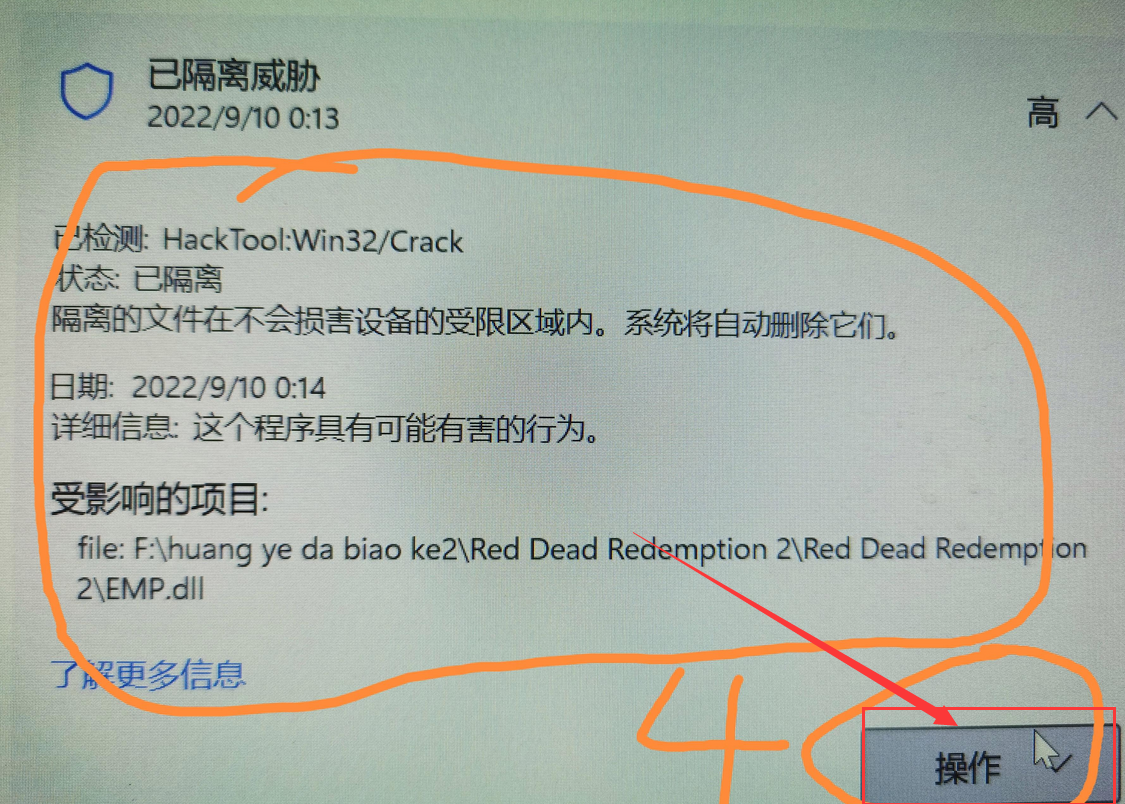 已隔离威胁
2022/9/10 0:13
高
已检测: HackTool:Win32/Crack
状态: 已隔离
隔离的文件在不会损害设备的受限区域内。系统将自动删除它们。
日期: 2022/9/10 0:14
详细信息: 这个程序具有可能有害的行为。
受影响的项目:
file: F:\huang ye da biao ke2\Red Dead Redemption 2\Red Dead Redemption
2\EMP.dll
了解更多信息
4
操作